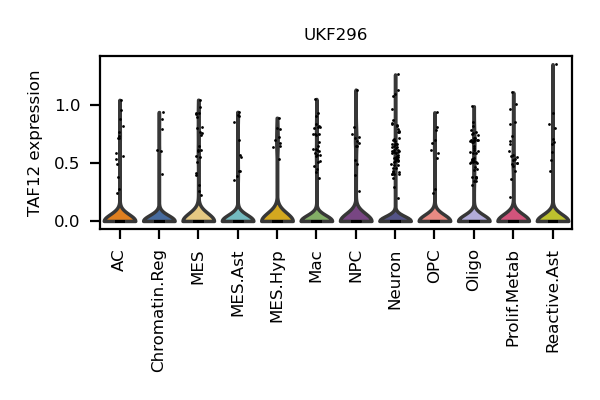 UKF296
TAF12 expression
1.0
0.5
0.0
AC
Chromatin.Reg
MES
MES.Ast
MES.Hyp
Mac
NPC
Neuron
OPC
Oligo
Prolif.Metab
Reactive.Ast